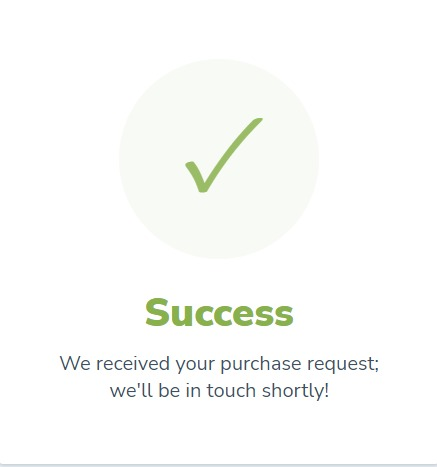 Success
We received your purchase request;
we'll be in touch shortly!